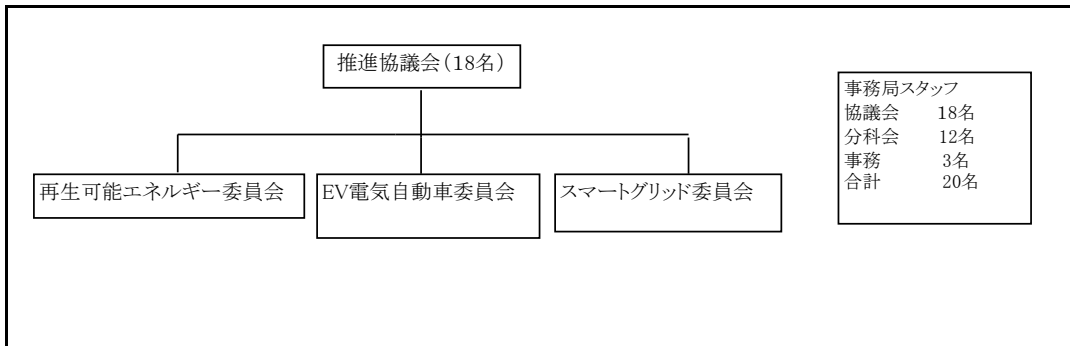 推進協議会(18名)
再生可能エネルギー委員会
EV電気自動車委員会
スマートグリッド委員会
事務局スタッフ
協議会 18名
分科会 12名
事務 3名
合計 20名